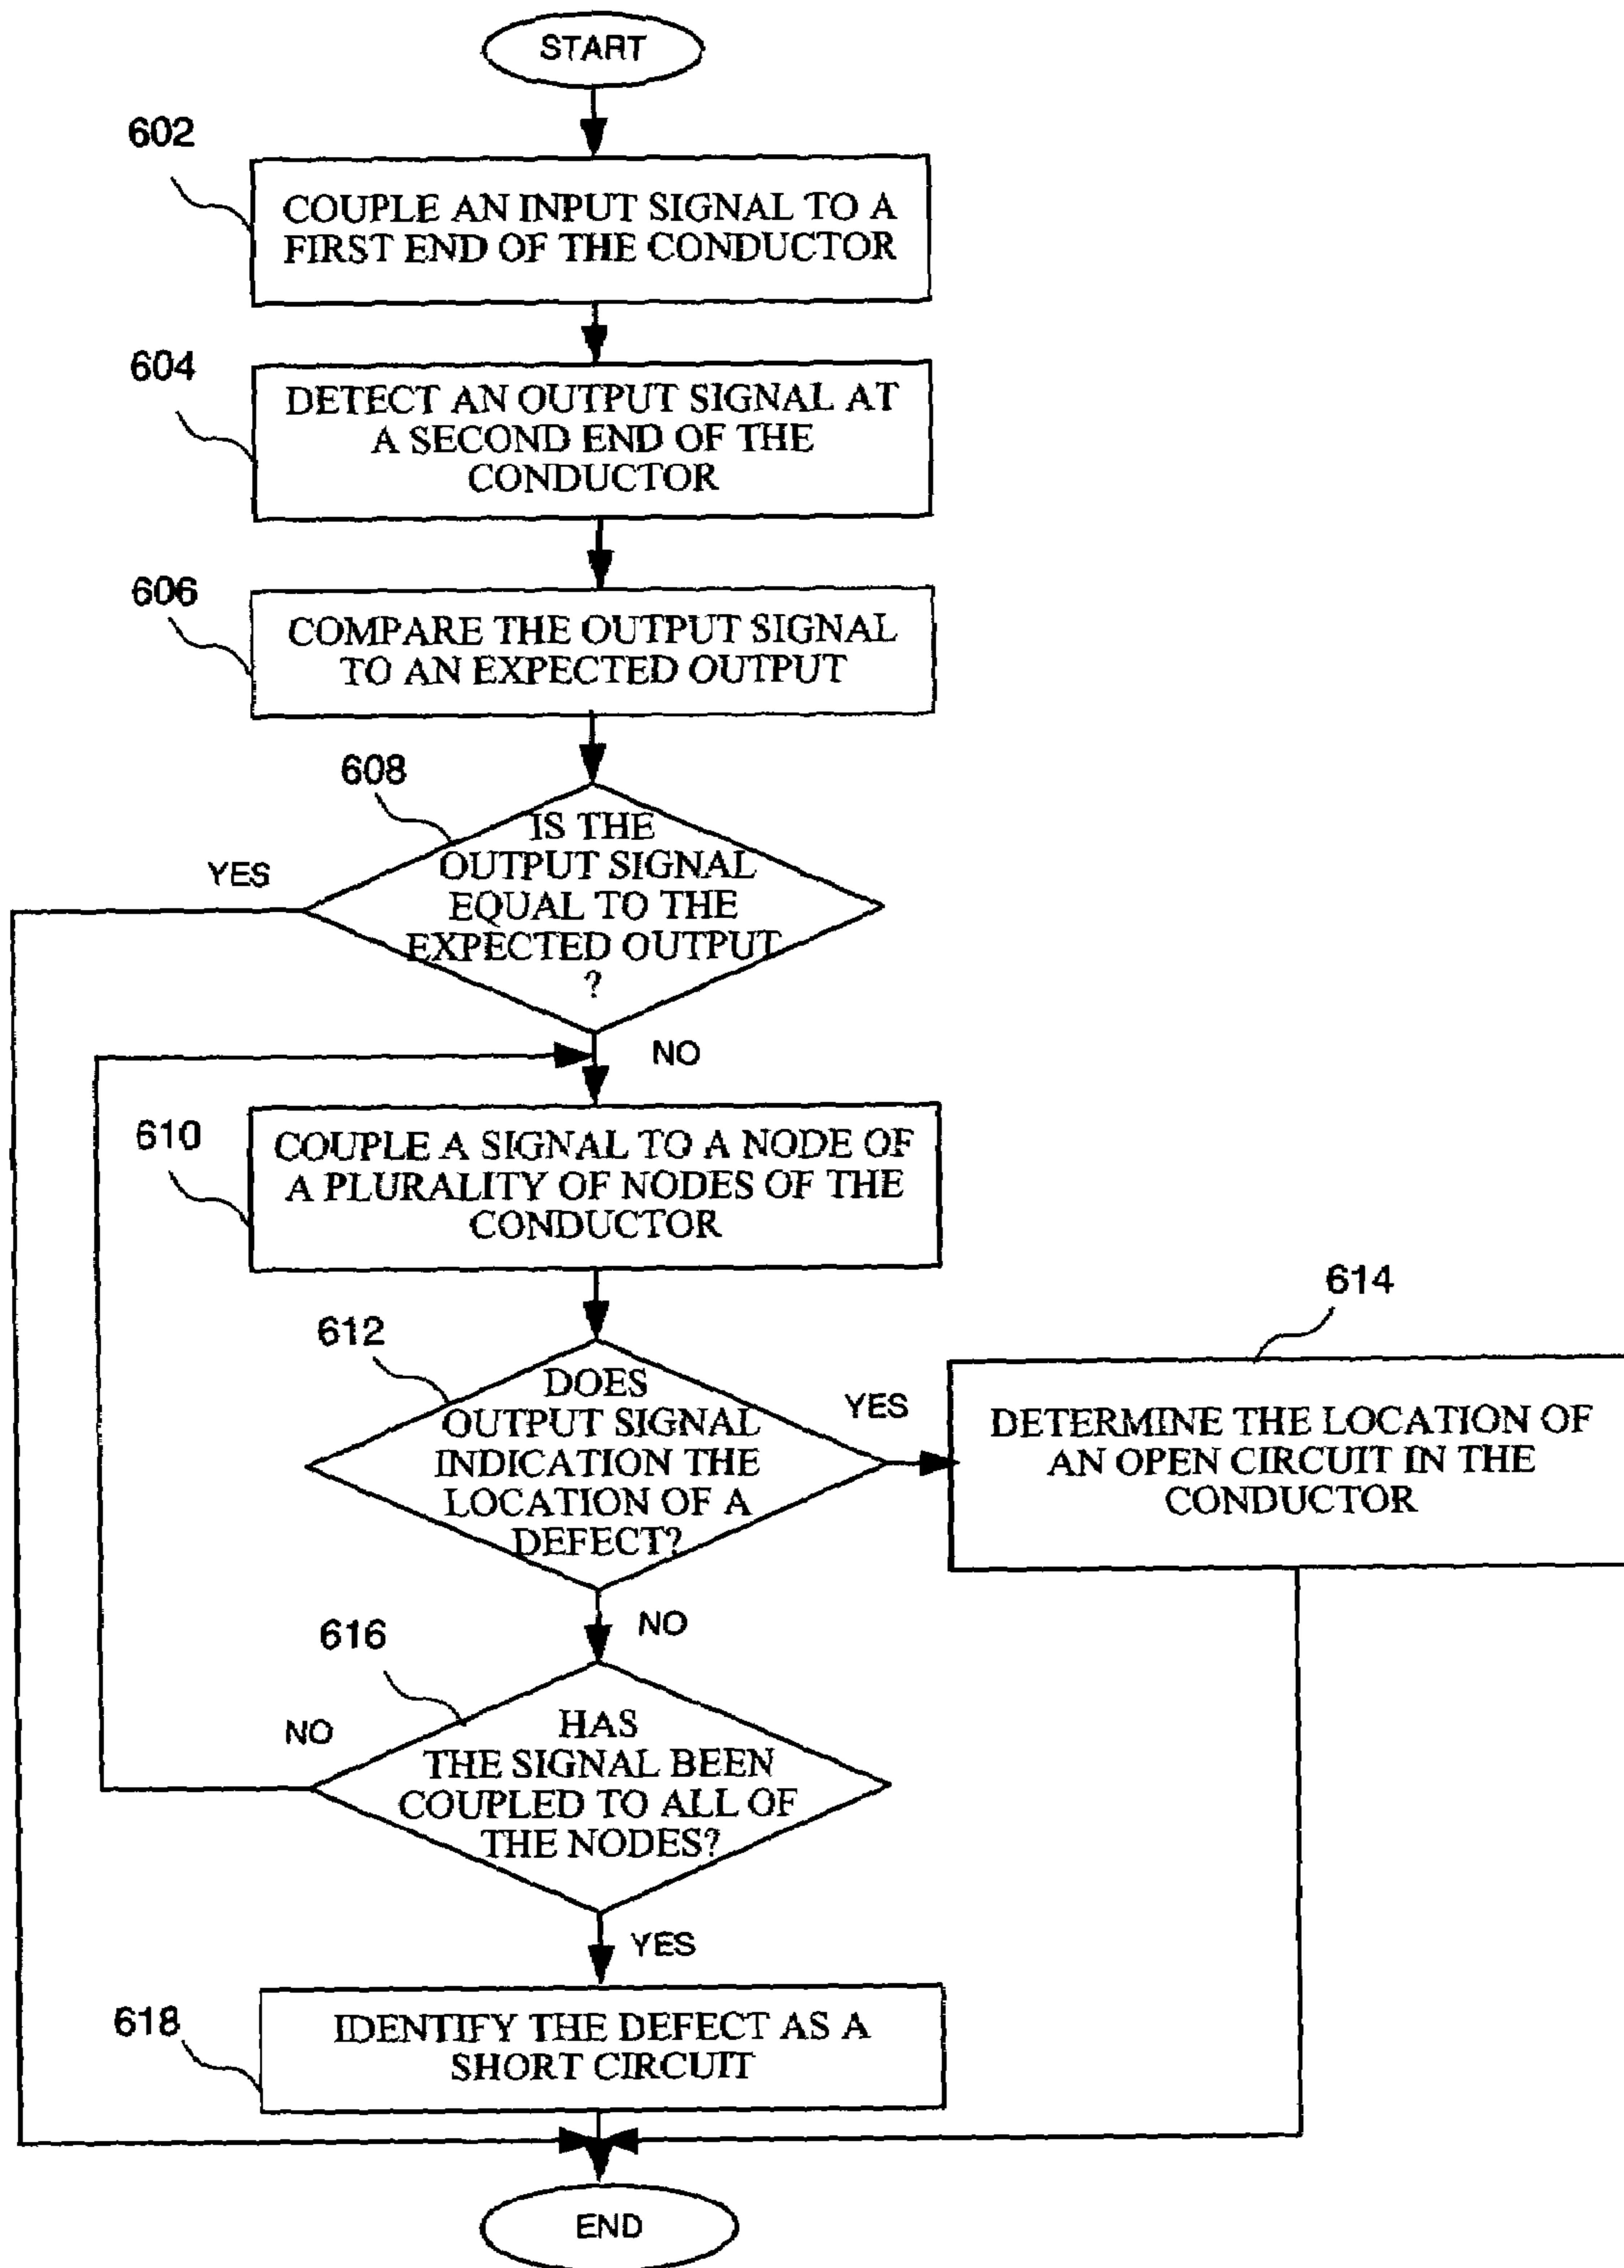 START
602
COUPLE AN INPUT SIGNAL TO A
FIRST END OF THE CONDUCTOR
604
DETECT AN OUTPUT SIGNAL AT
A SECOND END OF THE
CONDUCTOR
606
COMPARE THE OUTPUT SIGNAL
TO AN EXPECTED OUTPUT
608
IS THE
OUTPUT SIGNAL
EQUAL TO THE
EXPECTED OUTPUT
?
YES
NO
610
COUPLE A SIGNAL TO A NODE OF
A PLURALITY OF NODES OF THE
CONDUCTOR
612
DOES
OUTPUT SIGNAL
INDICATION THE
LOCATION OF A
DEFECT?
YES
614
DETERMINE THE LOCATION OF
AN OPEN CIRCUIT IN THE
CONDUCTOR
NO
616
HAS
THE SIGNAL BEEN
COUPLED TO ALL OF
THE NODES?
NO
YES
618
IDENTIFY THE DEFECT AS A
SHORT CIRCUIT
END